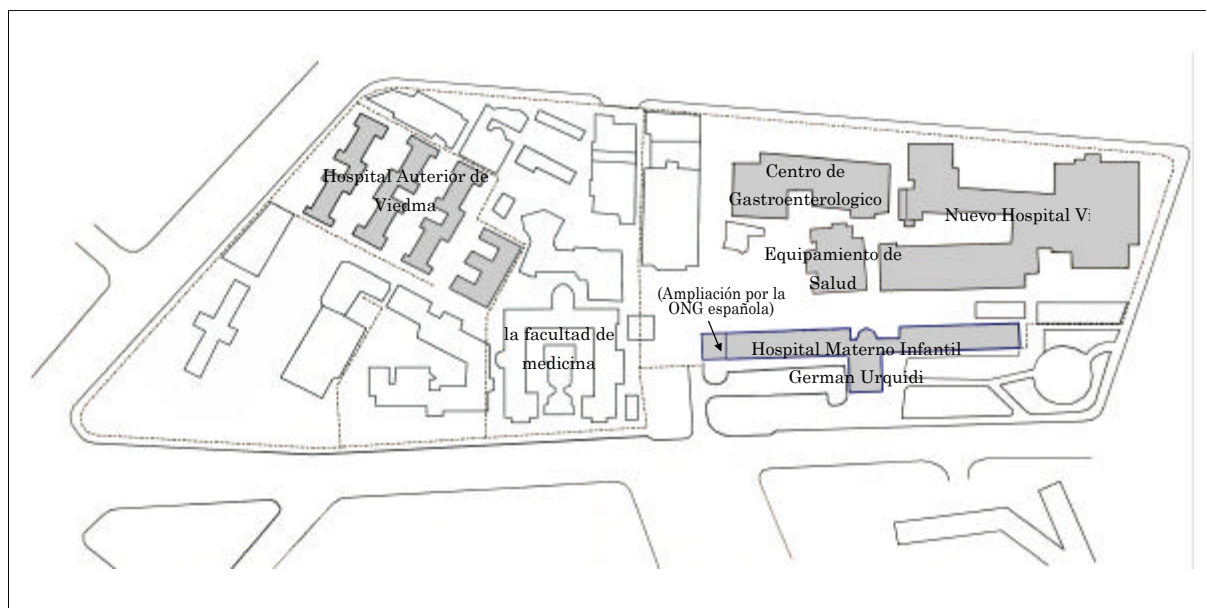 Hospital Auterior de
Viedma
Centro de
Gastroenterologico
Nuevo Hospital Vi
Equipamiento de
Salud
(Ampliación por la
ONG española)
la facultad de
medicina
Hospital Materno Infantil
German Urquidi